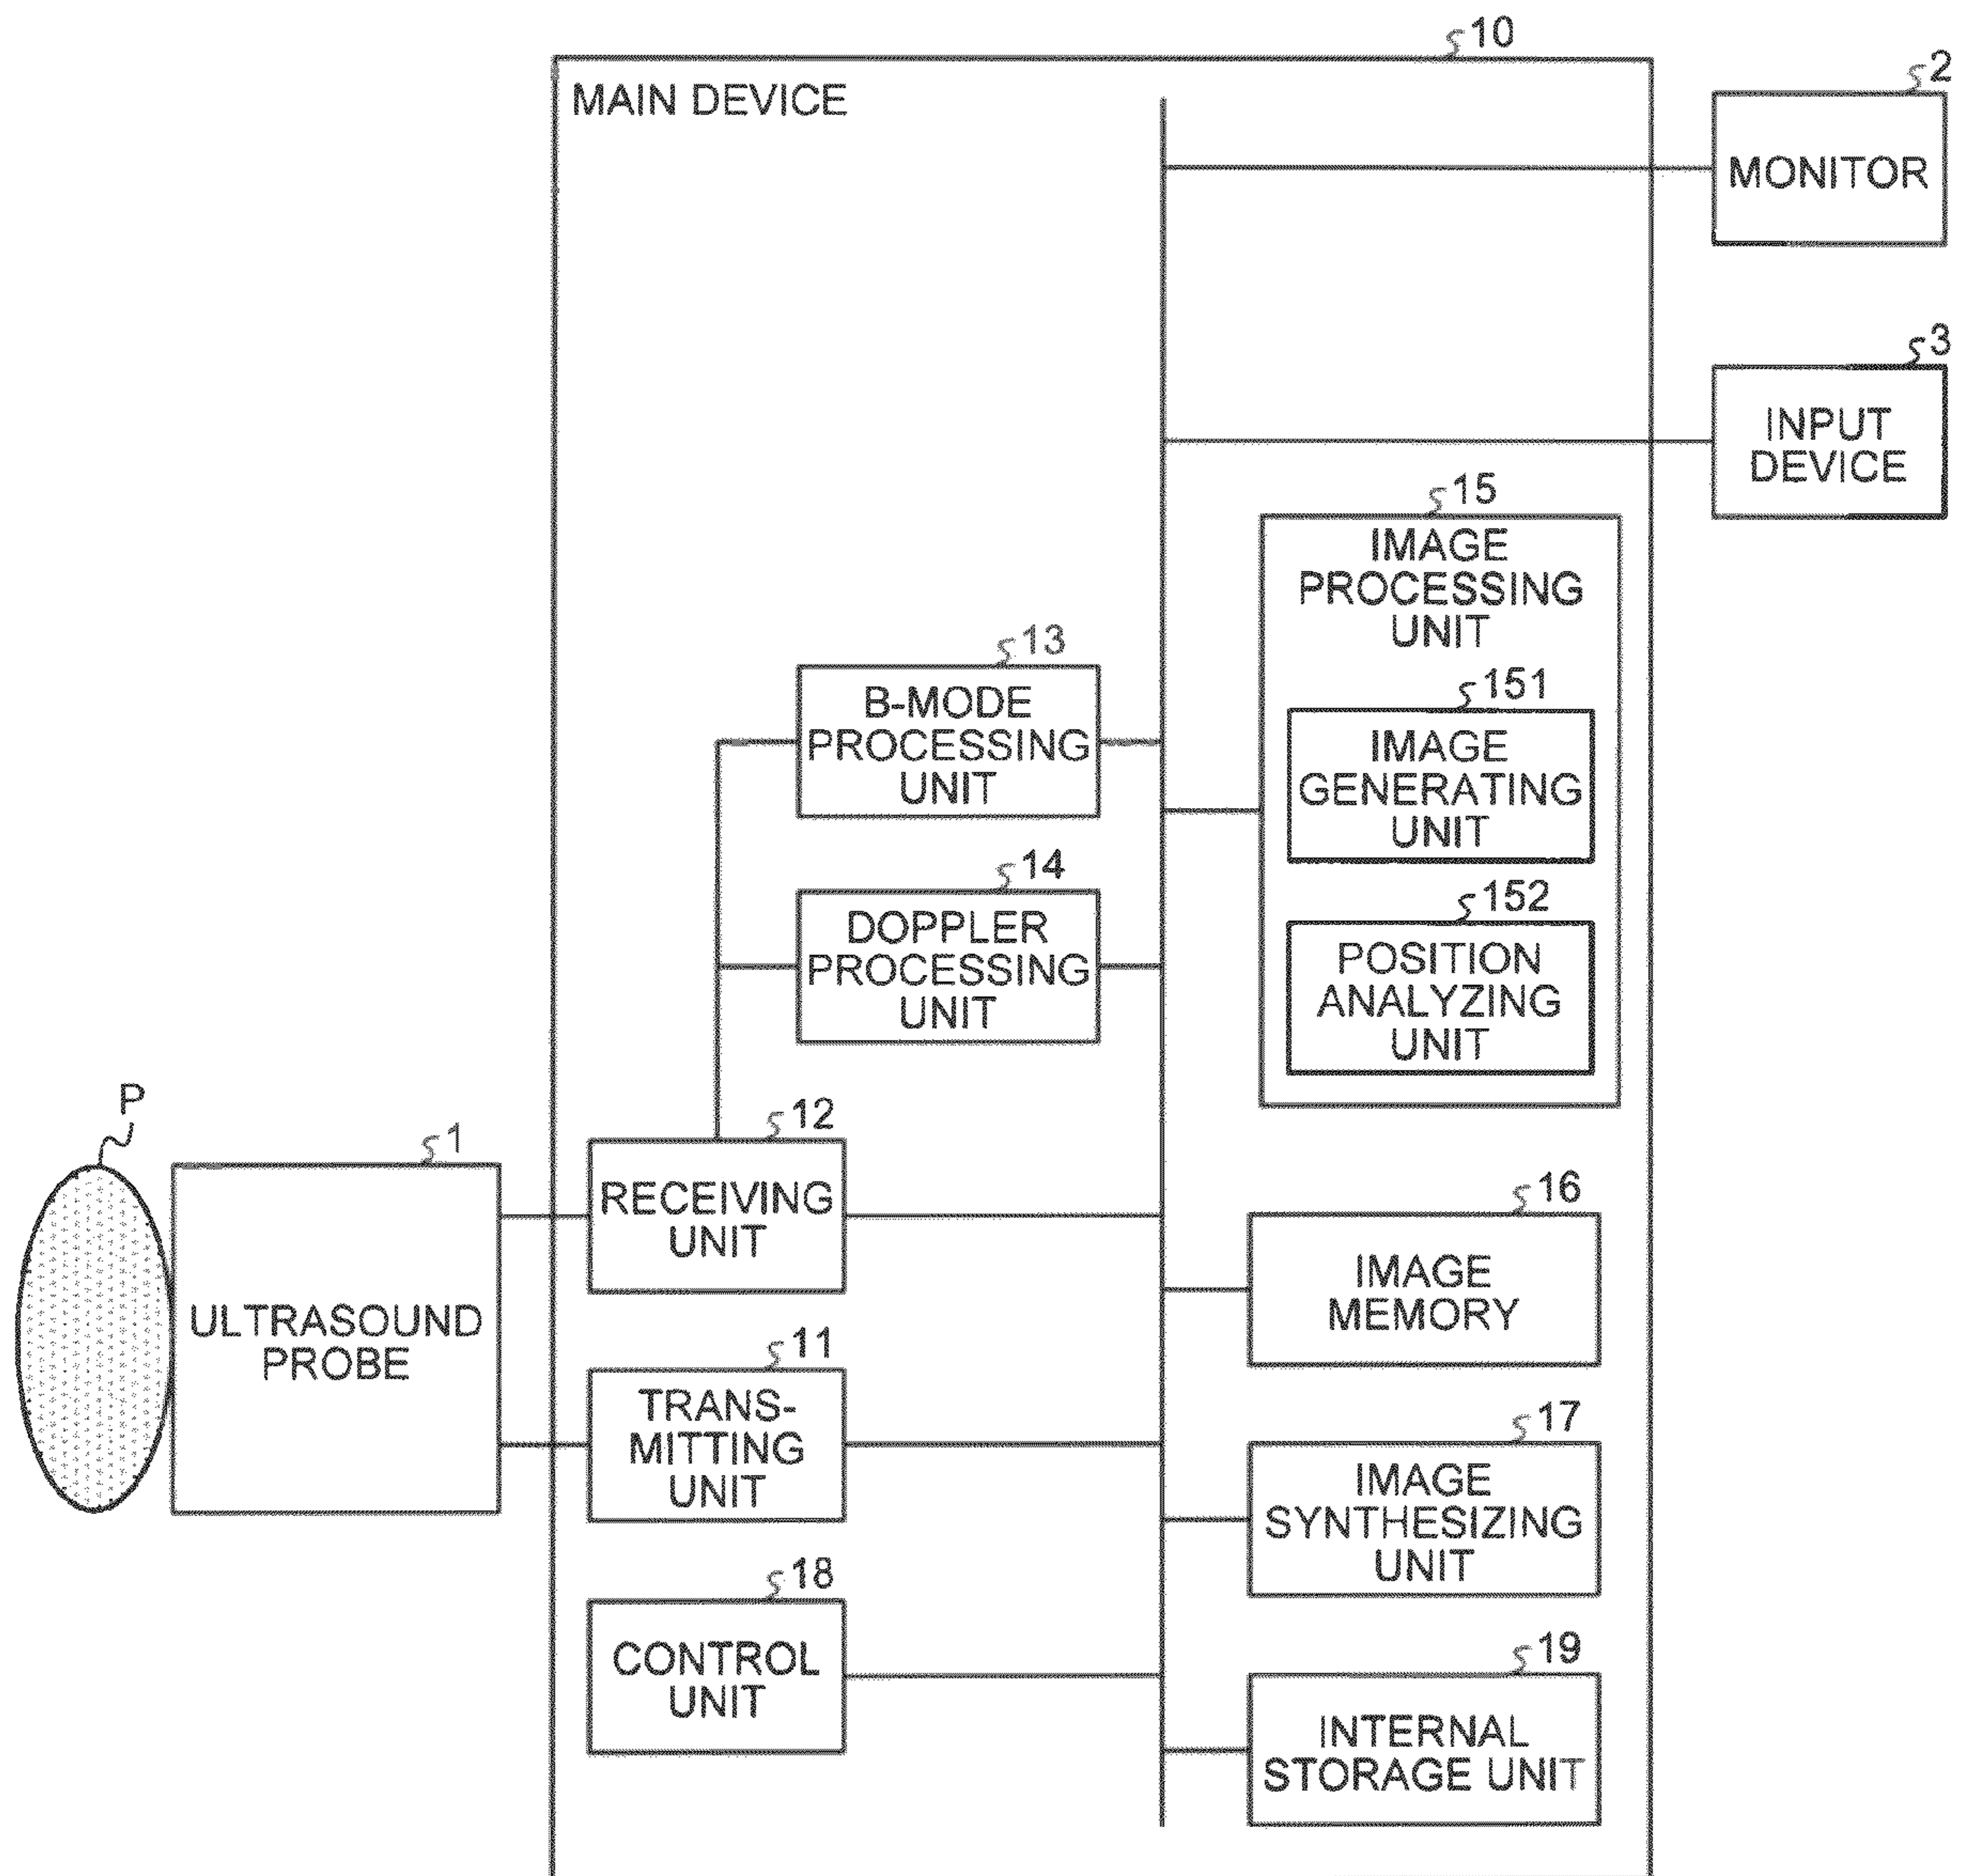 10
MAIN DEVICE
2
MONITOR
3
INPUT
DEVICE
15
IMAGE
PROCESSING
UNIT
13
B-MODE
PROCESSING
UNIT
151
IMAGE
GENERATING
UNIT
14
DOPPLER
PROCESSING
UNIT
152
POSITION
ANALYZING
UNIT
P
1
ULTRASOUND
PROBE
12
RECEIVING
UNIT
16
IMAGE
MEMORY
11
TRANS-
MITTING
UNIT
17
IMAGE
SYNTHESIZING
UNIT
18
CONTROL
UNIT
19
INTERNAL
STORAGE UNIT